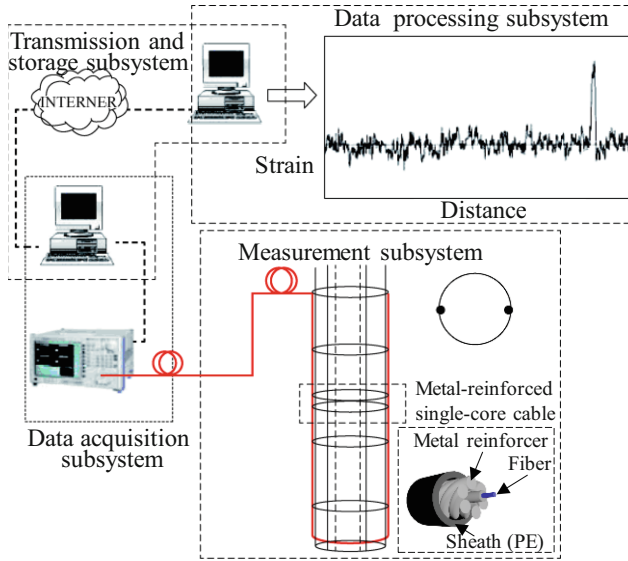 Data processing subsystem
Transmission and
storage subsystem
INTERNER
Strain
Distance
Measurement subsystem
Metal-reinforced
single-core cable
Metal reinforcer
Fiber
Sheath (PE)
Data acquisition
subsystem